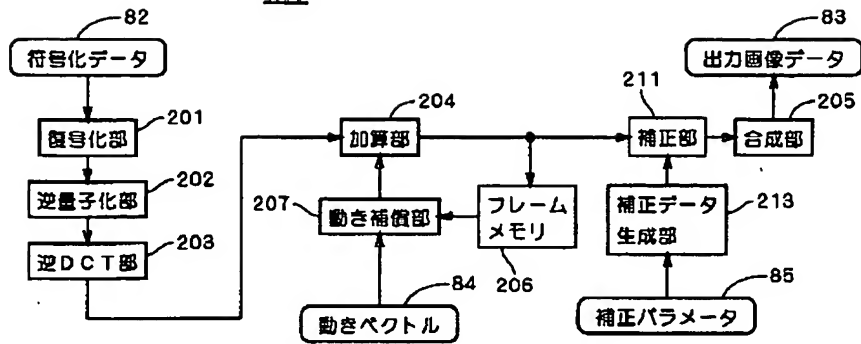 82
符号化データ
201
復号化部
202
逆量子化部
203
逆DCT部
204
加算部
207
動き補償部
フレーム
メモリ
206
84
動きベクトル
211
補正部
83
出力画像データ
205
合成部
補正データ
生成部
213
85
補正パラメータ